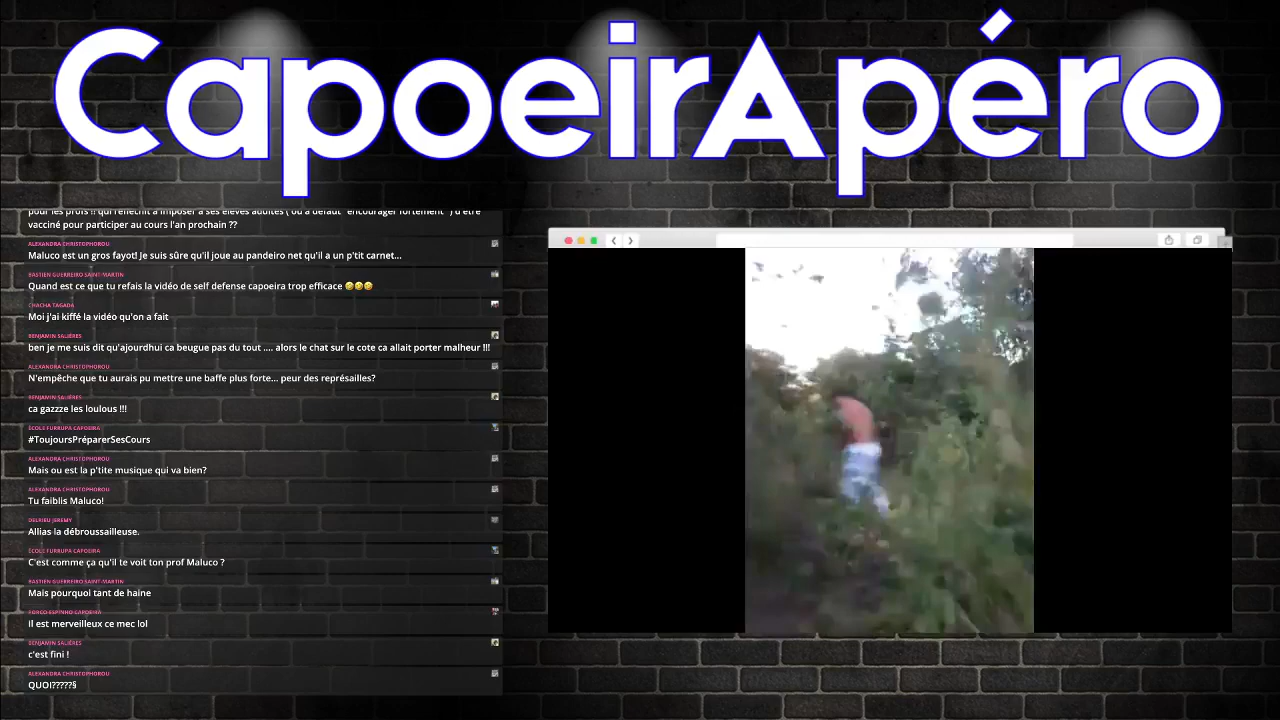 CapoeirApéro
pour les profs !! qui réfléchit à imposer à ses élèves adultes ( ou à défaut "encourager fortement" ) d'être
vacciné pour participer au cours l'an prochain ??
ALEXANDRA CHRISTOPHOROU
Maluco est un gros fayot! Je suis sûre qu'il joue au pandeiro net qu'il a un p'tit carnet...
BASTIEN GUERREIRO SAINT-MARTIN
Quand est ce que tu refais la vidéo de self defense capoeira trop efficace 🤣🤣🤣
CHACHA TAGADA
Moi j'ai kiffé la vidéo qu'on a fait
BENJAMIN SALIÈRES
ben je me suis dit qu'ajourdhui ca beugue pas du tout .... alors le chat sur le cote ca allait porter malheur !!!
ALEXANDRA CHRISTOPHOROU
N'empêche que tu aurais pu mettre une baffe plus forte... peur des représailles?
BENJAMIN SALIÈRES
ca gazzze les loulous !!!
ÉCOLE FURRUPA CAPOEIRA
#ToujoursPréparerSesCours
ALEXANDRA CHRISTOPHOROU
Mais ou est la p'tite musique qui va bien?
ALEXANDRA CHRISTOPHOROU
Tu faiblis Maluco!
DELRIEU JEREMY
Allias la débroussailleuse.
ÉCOLE FURRUPA CAPOEIRA
C'est comme ça qu'il te voit ton prof Maluco ?
BASTIEN GUERREIRO SAINT-MARTIN
Mais pourquoi tant de haine
PORCO ESPINHO CAPOEIRA
Il est merveilleux ce mec lol
BENJAMIN SALIÈRES
c'est fini !
ALEXANDRA CHRISTOPHOROU
QUOI?????§